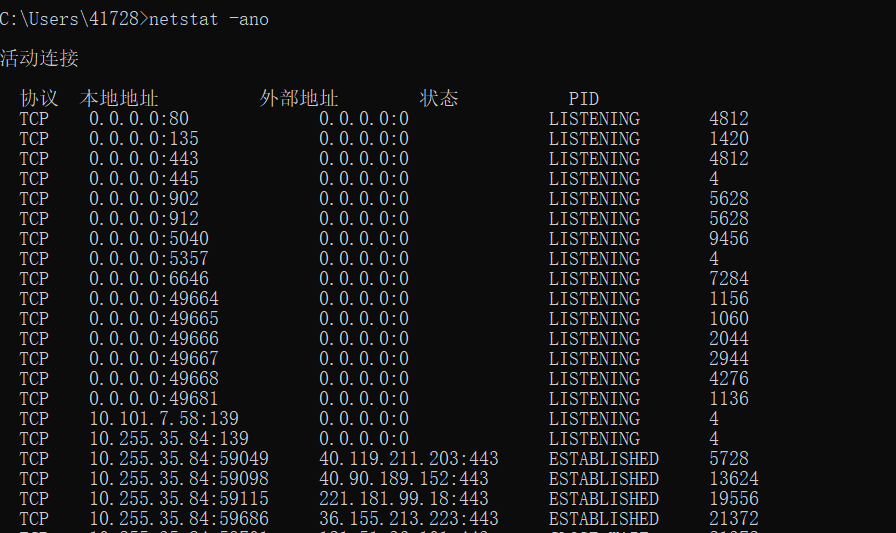 C:\Users\41728>netstat -ano
活动连接
协议 本地地址 外部地址 状态 PID
TCP 0.0.0.0:80 0.0.0.0:0 LISTENING 4812
TCP 0.0.0.0:135 0.0.0.0:0 LISTENING 1420
TCP 0.0.0.0:443 0.0.0.0:0 LISTENING 4812
TCP 0.0.0.0:445 0.0.0.0:0 LISTENING 4
TCP 0.0.0.0:902 0.0.0.0:0 LISTENING 5628
TCP 0.0.0.0:912 0.0.0.0:0 LISTENING 5628
TCP 0.0.0.0:5040 0.0.0.0:0 LISTENING 9456
TCP 0.0.0.0:5357 0.0.0.0:0 LISTENING 4
TCP 0.0.0.0:6646 0.0.0.0:0 LISTENING 7284
TCP 0.0.0.0:49664 0.0.0.0:0 LISTENING 1156
TCP 0.0.0.0:49665 0.0.0.0:0 LISTENING 1060
TCP 0.0.0.0:49666 0.0.0.0:0 LISTENING 2044
TCP 0.0.0.0:49667 0.0.0.0:0 LISTENING 2944
TCP 0.0.0.0:49668 0.0.0.0:0 LISTENING 4276
TCP 0.0.0.0:49681 0.0.0.0:0 LISTENING 1136
TCP 10.101.7.58:139 0.0.0.0:0 LISTENING 4
TCP 10.255.35.84:139 0.0.0.0:0 LISTENING 4
TCP 10.255.35.84:59049 40.119.211.203:443 ESTABLISHED 5728
TCP 10.255.35.84:59098 40.90.189.152:443 ESTABLISHED 13624
TCP 10.255.35.84:59115 221.181.99.18:443 ESTABLISHED 19556
TCP 10.255.35.84:59686 36.155.213.223:443 ESTABLISHED 21372